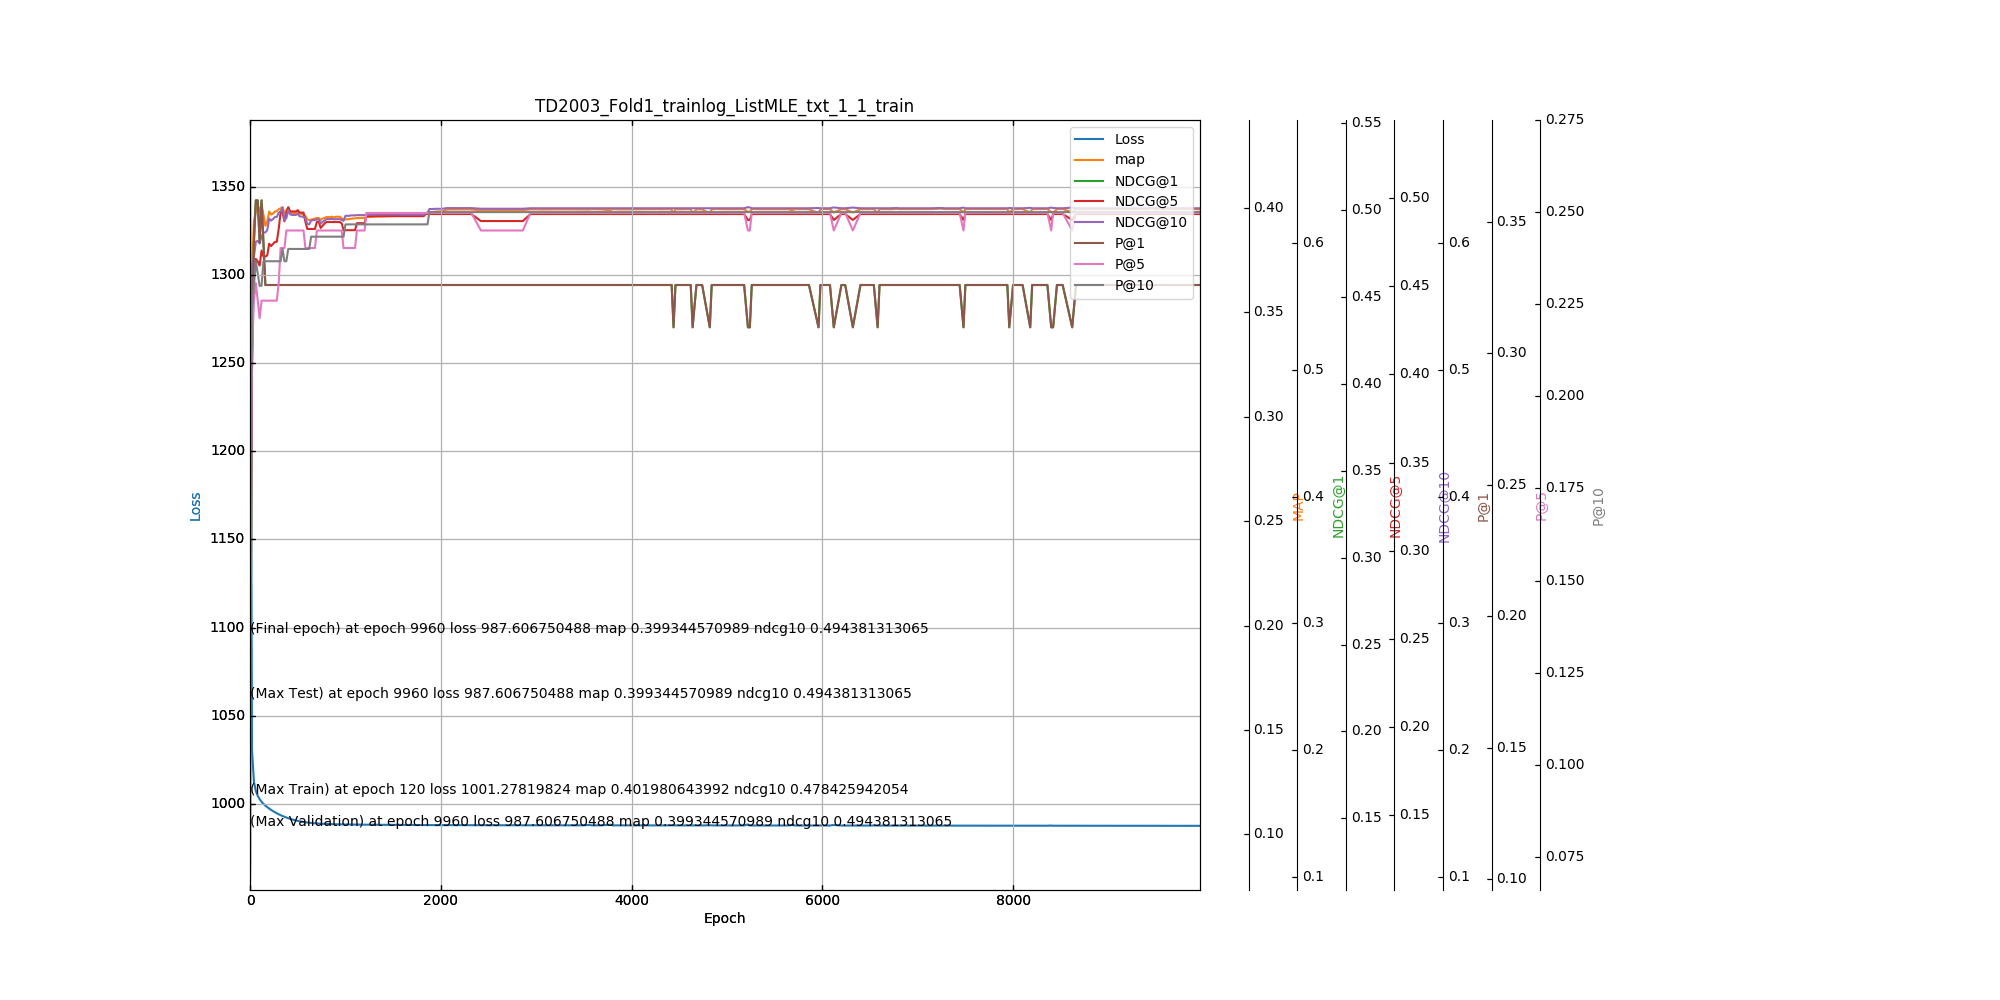 TD2003_Fold1_trainlog_ListMLE_txt_1_1_train
Loss
map
NDCG@1
NDCG@5
NDCG@10
P@1
P@5
P@10
1350
1300
1250
1200
1150
1100
1050
1000
Loss
(Final epoch) at epoch 9960 loss 987.606750488 map 0.399344570989 ndcg10 0.494381313065
(Max Test) at epoch 9960 loss 987.606750488 map 0.399344570989 ndcg10 0.494381313065
(Max Train) at epoch 120 loss 1001.27819824 map 0.401980643992 ndcg10 0.478425942054
(Max Validation) at epoch 9960 loss 987.606750488 map 0.399344570989 ndcg10 0.494381313065
0 2000 4000 6000 8000
Epoch
0.40
0.35
0.30
0.25
0.20
0.15
0.10
MAP
0.6
0.5
0.4
0.3
0.2
0.1
NDCG@1
0.55
0.50
0.45
0.40
0.35
0.30
0.25
0.20
0.15
NDCG@5
0.50
0.45
0.40
0.35
0.30
0.25
0.20
0.15
NDCG@10
0.6
0.5
0.4
0.3
0.2
0.1
P@1
0.35
0.30
0.25
0.20
0.15
0.10
P@5
0.275
0.250
0.225
0.200
0.175
0.150
0.125
0.100
0.075
P@10